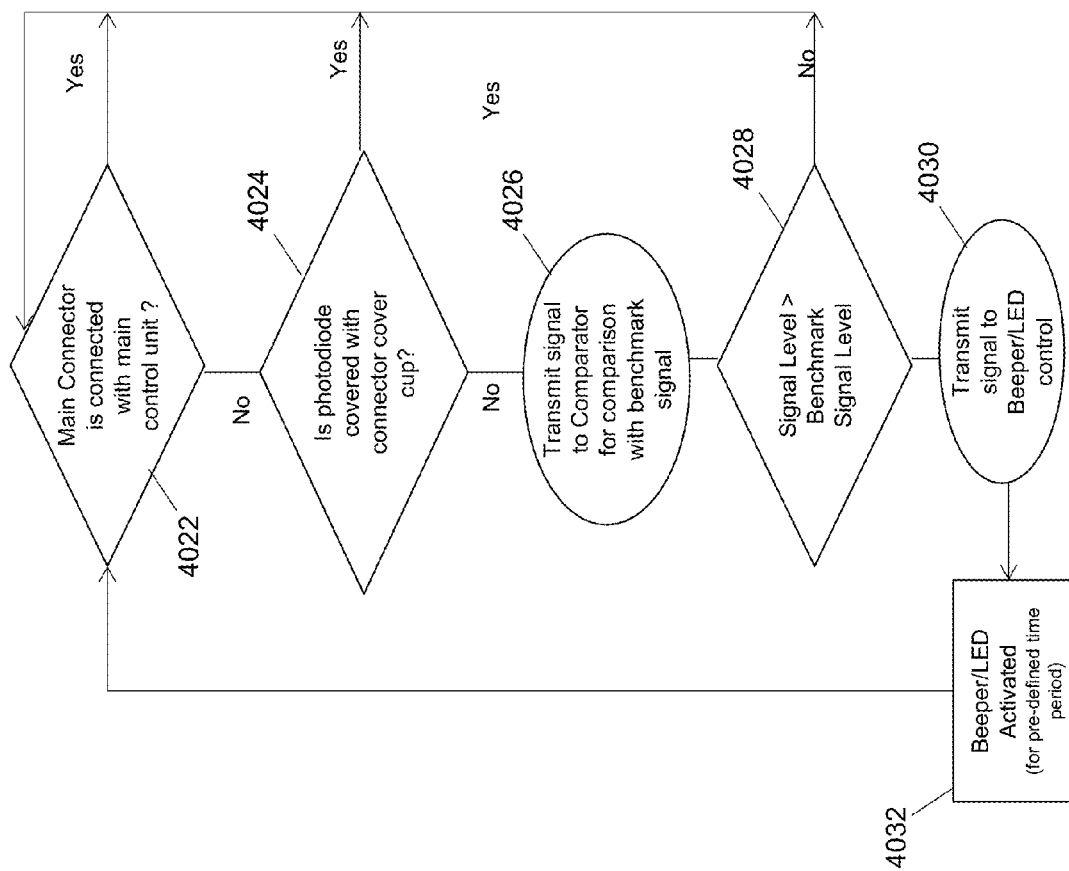 Main Connector
is connected
with main
control unit ?
4022
Yes
No
Is photodiode
covered with
connector cover
cup?
4024
Yes
No
Transmit signal
to Comparator
for comparison
with benchmark
signal
4026
Yes
Signal Level >
Benchmark
Signal Level
4028
No
Transmit
signal to
Beeper/LED
control
4030
Beeper/LED
Activated
(for pre-defined time
period)
4032